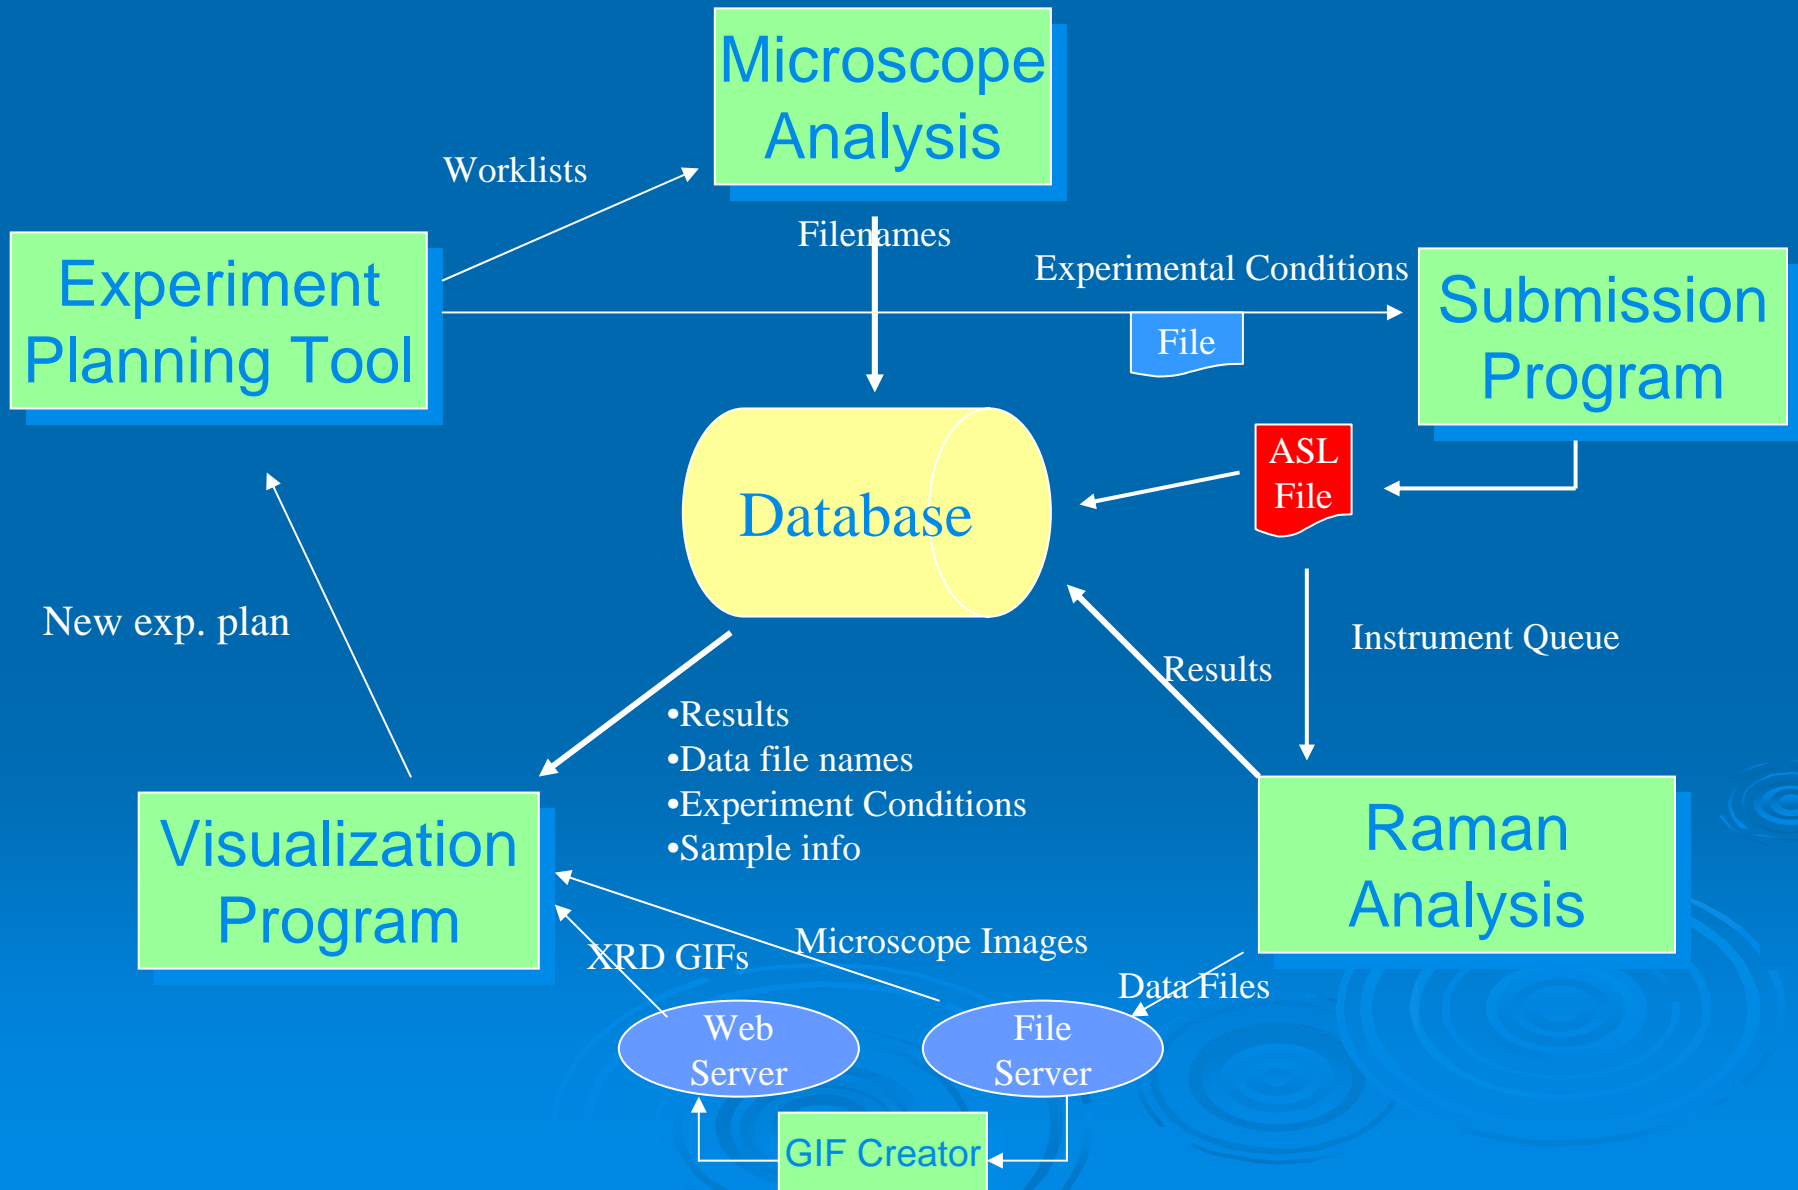 Microscope
Analysis
Worklists
Filenames
Experiment
Planning Tool
Experimental Conditions
File
Submission
Program
ASL
File
Database
New exp. plan
Instrument Queue
Results
•Results
•Data file names
•Experiment Conditions
•Sample info
Visualization
Program
Raman
Analysis
XRD GIFs
Microscope Images
Data Files
Web
Server
File
Server
GIF Creator